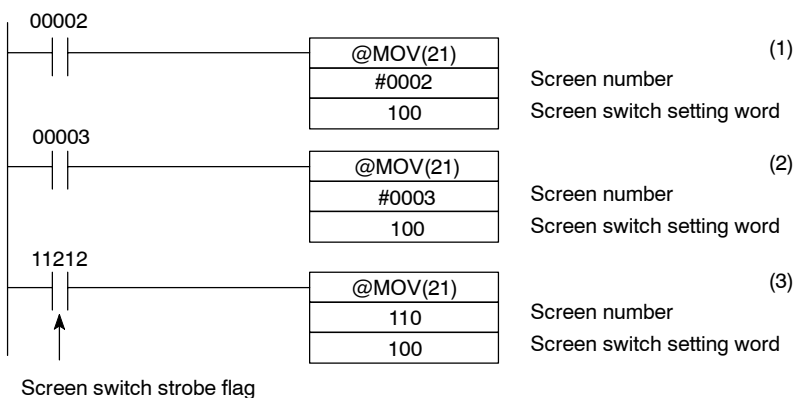 00002
@MOV(21) (1)
#0002 Screen number
100 Screen switch setting word
00003
@MOV(21) (2)
#0003 Screen number
100 Screen switch setting word
11212
@MOV(21) (3)
110 Screen number
100 Screen switch setting word
Screen switch strobe flag